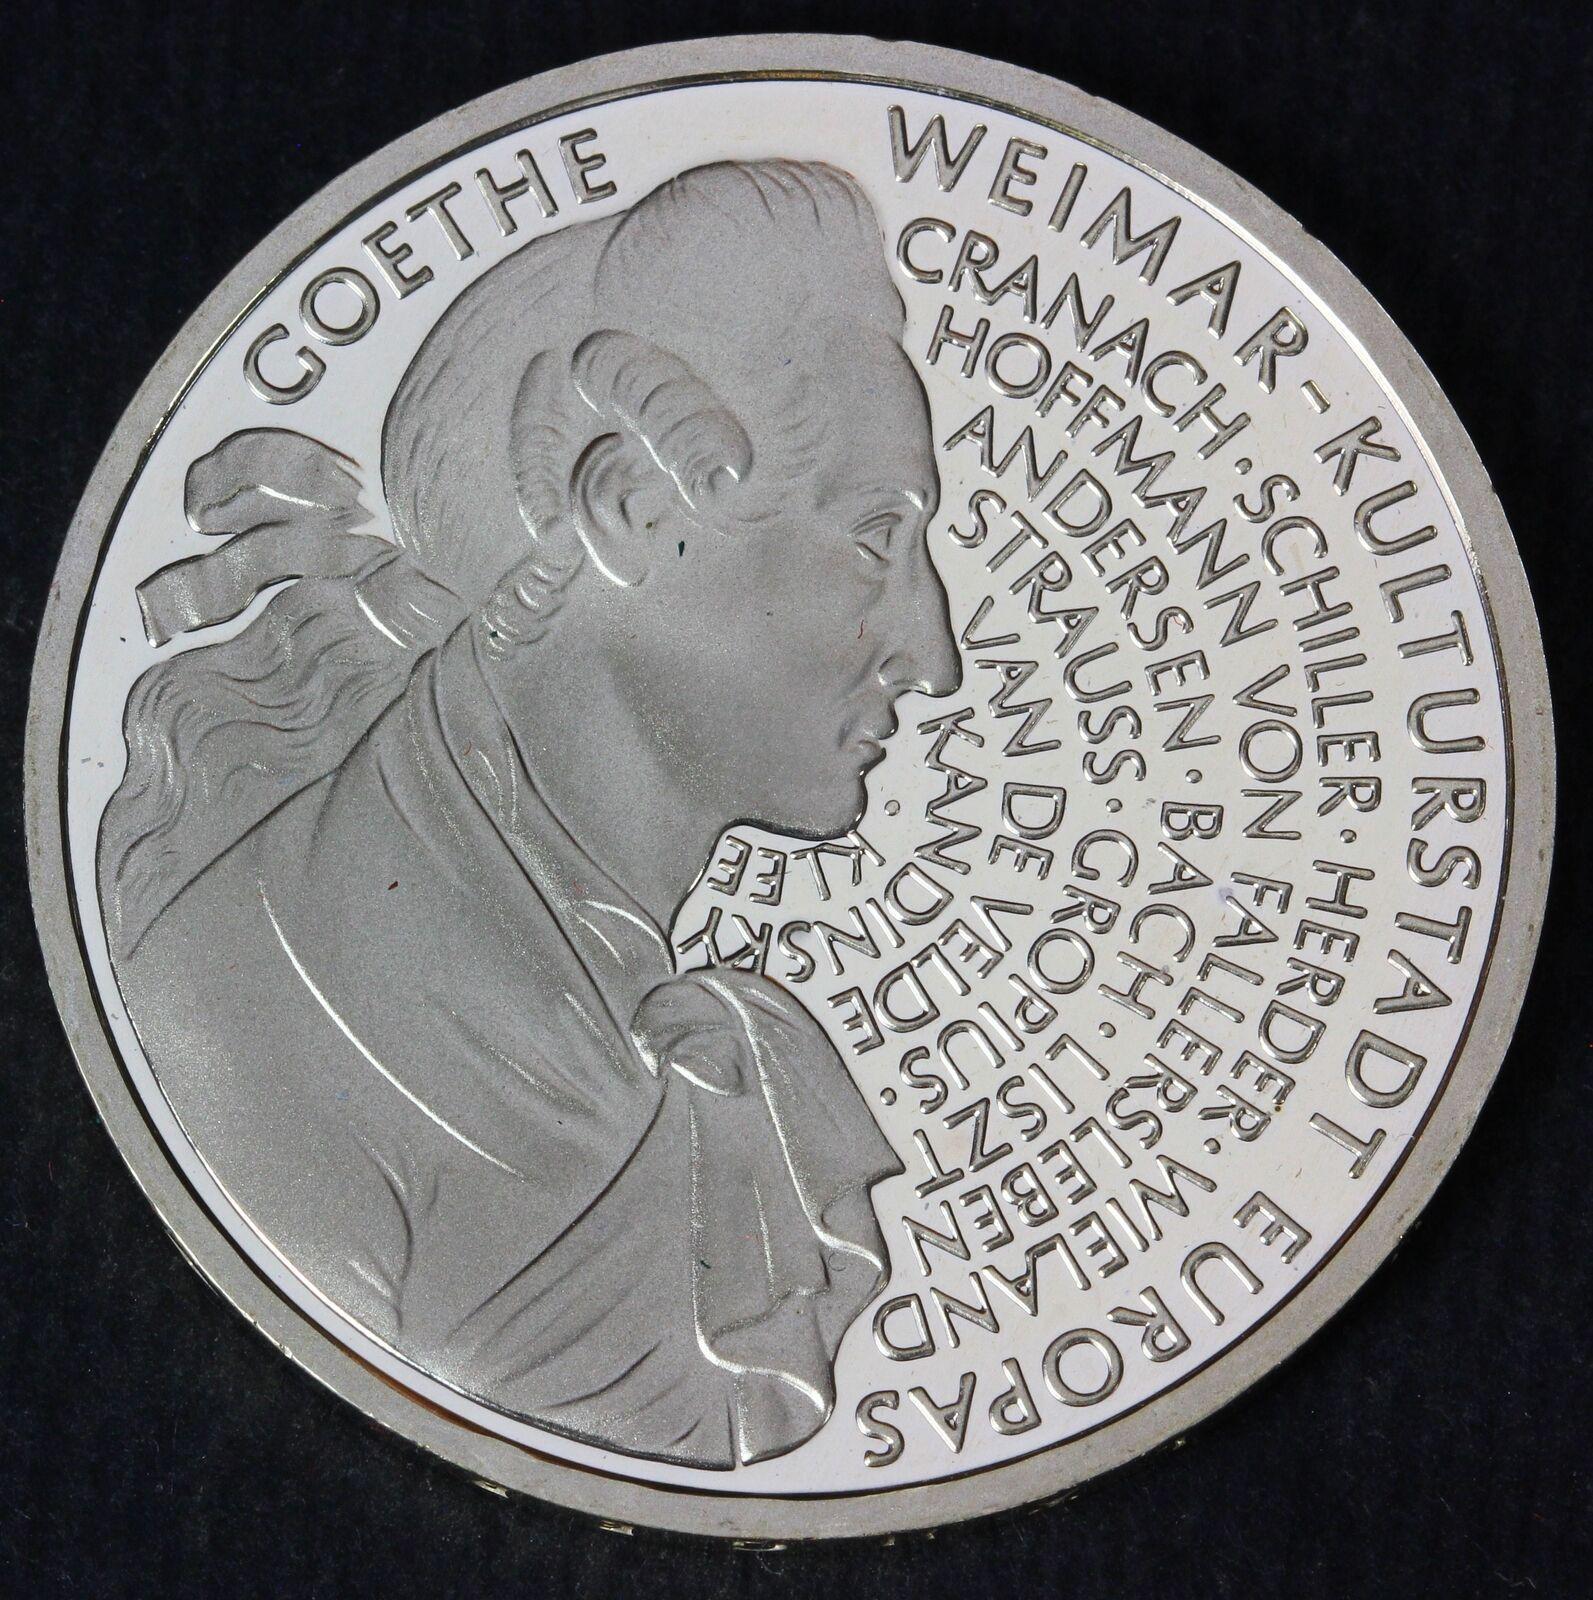 GOETHE
WEIMAR-KULTURSTADT EUROPAS
CRANACH·SCHILLER·HERDER·WIELAND
HOFFMANN VON FALLERSLEBEN
ANDERSEN·BACH·LISZT
STRAUSS·GROPIUS·
VAN DE VELDE·
KANDINSKY
·KLEE